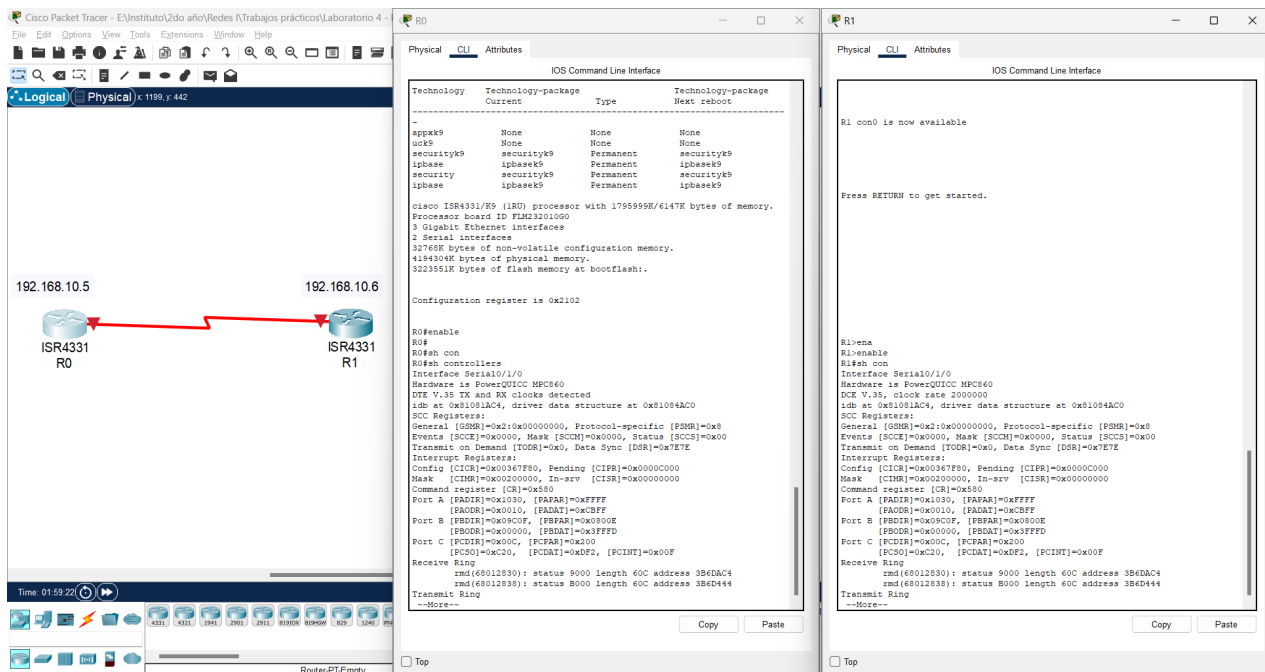 Cisco Packet Tracer - E:\Instituto\2do año\Redes I\Trabajos prácticos\Laboratorio 4 -
File Edit Options View Tools Extensions Window Help
Logical Physical x: 1199, y: 442
192.168.10.5
192.168.10.6
ISR4331
R0
ISR4331
R1
Time: 01:59:22
4331 4321 1941 2901 2911 819IOX 819HGW 829 1240
Router-PT-Empty
R0
Physical CLI Attributes
IOS Command Line Interface
Technology Technology-package Technology-package
Current Type Next reboot
----------------------------------------------------------------
-
appxk9 None None None
uck9 None None None
securityk9 securityk9 Permanent securityk9
ipbase ipbasek9 Permanent ipbasek9
security securityk9 Permanent securityk9
ipbase ipbasek9 Permanent ipbasek9
cisco ISR4331/K9 (1RU) processor with 1795999K/6147K bytes of memory.
Processor board ID FLM232010G0
3 Gigabit Ethernet interfaces
2 Serial interfaces
32768K bytes of non-volatile configuration memory.
4194304K bytes of physical memory.
3223551K bytes of flash memory at bootflash:.
Configuration register is 0x2102
R0#enable
R0#
R0#sh con
R0#sh controllers
Interface Serial0/1/0
Hardware is PowerQUICC MPC860
DTE V.35 TX and RX clocks detected
idb at 0x81081AC4, driver data structure at 0x81084AC0
SCC Registers:
General [GSMR]=0x2:0x00000000, Protocol-specific [PSMR]=0x8
Events [SCCE]=0x0000, Mask [SCCM]=0x0000, Status [SCCS]=0x00
Transmit on Demand [TODR]=0x0, Data Sync [DSR]=0x7E7E
Interrupt Registers:
Config [CICR]=0x00367F80, Pending [CIPR]=0x0000C000
Mask [CIMR]=0x00200000, In-srv [CISR]=0x00000000
Command register [CR]=0x580
Port A [PADIR]=0x1030, [PAPAR]=0xFFFF
[PAODR]=0x0010, [PADAT]=0xCBFF
Port B [PBDIR]=0x09C0F, [PBPAR]=0x0800E
[PBODR]=0x00000, [PBDAT]=0x3FFFD
Port C [PCDIR]=0x00C, [PCPAR]=0x200
[PCSO]=0xC20, [PCDAT]=0xDF2, [PCINT]=0x00F
Receive Ring
rmd(68012830): status 9000 length 60C address 3B6DAC4
rmd(68012838): status B000 length 60C address 3B6D444
Transmit Ring
--More--
Copy Paste
Top
R1
Physical CLI Attributes
IOS Command Line Interface
R1 con0 is now available
Press RETURN to get started.
R1>ena
R1>enable
R1#sh con
Interface Serial0/1/0
Hardware is PowerQUICC MPC860
DCE V.35, clock rate 2000000
idb at 0x81081AC4, driver data structure at 0x81084AC0
SCC Registers:
General [GSMR]=0x2:0x00000000, Protocol-specific [PSMR]=0x8
Events [SCCE]=0x0000, Mask [SCCM]=0x0000, Status [SCCS]=0x00
Transmit on Demand [TODR]=0x0, Data Sync [DSR]=0x7E7E
Interrupt Registers:
Config [CICR]=0x00367F80, Pending [CIPR]=0x0000C000
Mask [CIMR]=0x00200000, In-srv [CISR]=0x00000000
Command register [CR]=0x580
Port A [PADIR]=0x1030, [PAPAR]=0xFFFF
[PAODR]=0x0010, [PADAT]=0xCBFF
Port B [PBDIR]=0x09C0F, [PBPAR]=0x0800E
[PBODR]=0x00000, [PBDAT]=0x3FFFD
Port C [PCDIR]=0x00C, [PCPAR]=0x200
[PCSO]=0xC20, [PCDAT]=0xDF2, [PCINT]=0x00F
Receive Ring
rmd(68012830): status 9000 length 60C address 3B6DAC4
rmd(68012838): status B000 length 60C address 3B6D444
Transmit Ring
--More--
Copy Paste
Top